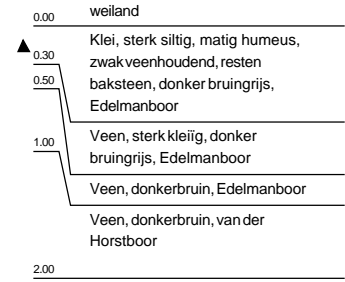 0.00 weiland
Klei, sterk siltig, matig humeus,
0.30 zwak veenhoudend, resten
0.50 baksteen, donker bruingrijs,
Edelmanboor
Veen, sterk kleiïg, donker
1.00 bruingrijs, Edelmanboor
Veen, donkerbruin, Edelmanboor
Veen, donkerbruin, van der
Horstboor
2.00